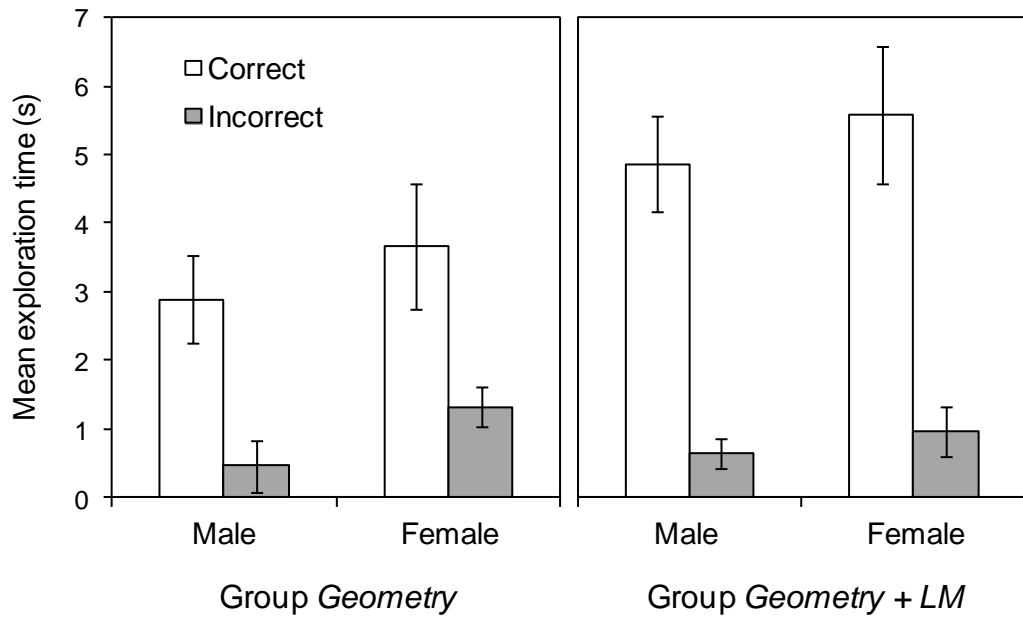 Mean exploration time (s)
7
6
5
4
3
2
1
0
Correct
Incorrect
Male Female Male Female
Group Geometry Group Geometry + LM